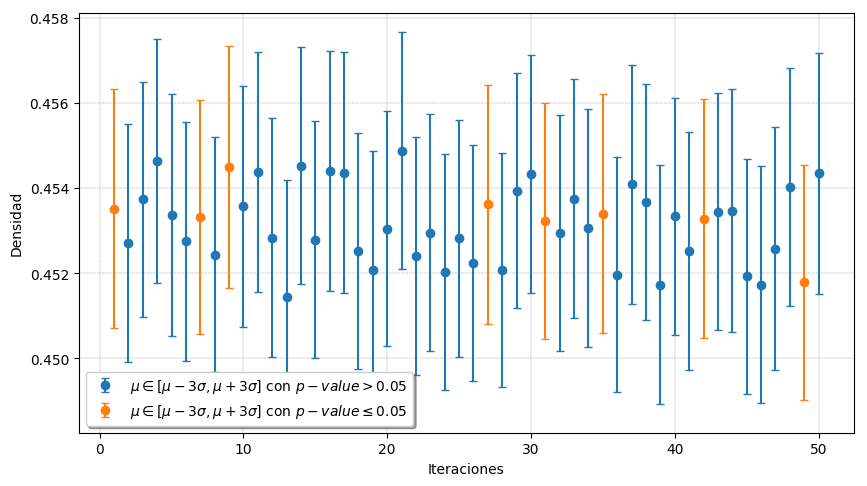 0.458
0.456
0.454
0.452
0.450
Densidad
μ ∈ [μ − 3σ, μ + 3σ] con p − value > 0.05
μ ∈ [μ − 3σ, μ + 3σ] con p − value ≤ 0.05
0 10 20 30 40 50
Iteraciones